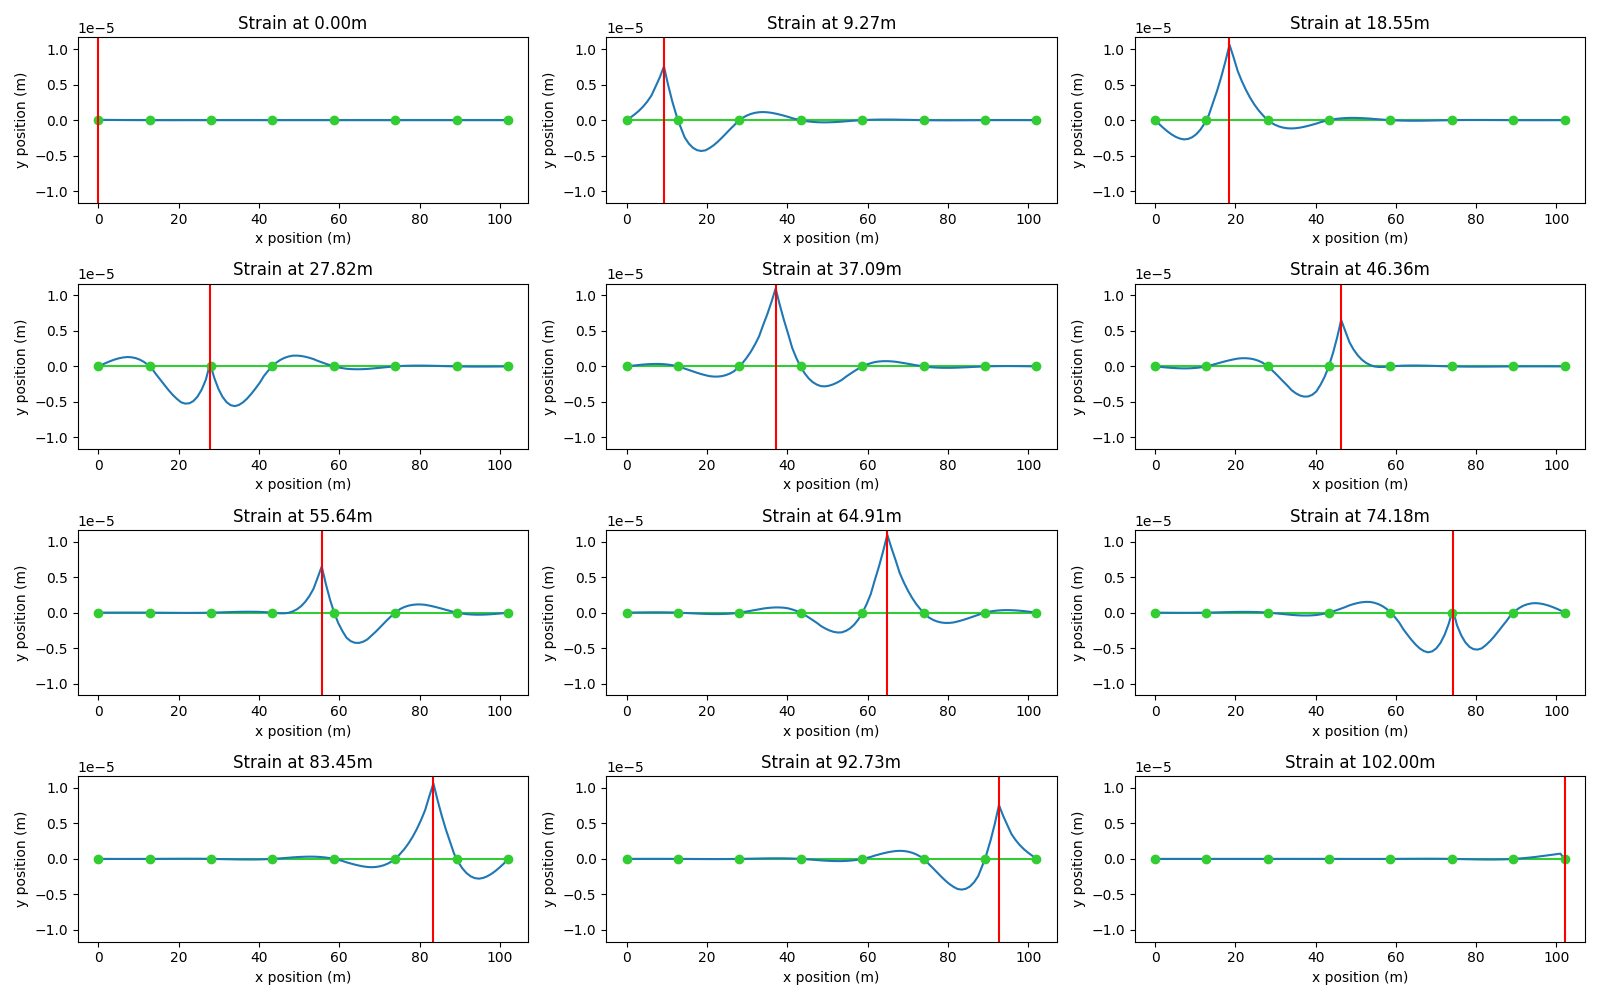 Strain at 0.00m
1e−5
1.0
0.5
0.0
−0.5
−1.0
y position (m)
0 20 40 60 80 100
x position (m)
Strain at 9.27m
1e−5
1.0
0.5
0.0
−0.5
−1.0
y position (m)
0 20 40 60 80 100
x position (m)
Strain at 18.55m
1e−5
1.0
0.5
0.0
−0.5
−1.0
y position (m)
0 20 40 60 80 100
x position (m)
Strain at 27.82m
1e−5
1.0
0.5
0.0
−0.5
−1.0
y position (m)
0 20 40 60 80 100
x position (m)
Strain at 37.09m
1e−5
1.0
0.5
0.0
−0.5
−1.0
y position (m)
0 20 40 60 80 100
x position (m)
Strain at 46.36m
1e−5
1.0
0.5
0.0
−0.5
−1.0
y position (m)
0 20 40 60 80 100
x position (m)
Strain at 55.64m
1e−5
1.0
0.5
0.0
−0.5
−1.0
y position (m)
0 20 40 60 80 100
x position (m)
Strain at 64.91m
1e−5
1.0
0.5
0.0
−0.5
−1.0
y position (m)
0 20 40 60 80 100
x position (m)
Strain at 74.18m
1e−5
1.0
0.5
0.0
−0.5
−1.0
y position (m)
0 20 40 60 80 100
x position (m)
Strain at 83.45m
1e−5
1.0
0.5
0.0
−0.5
−1.0
y position (m)
0 20 40 60 80 100
x position (m)
Strain at 92.73m
1e−5
1.0
0.5
0.0
−0.5
−1.0
y position (m)
0 20 40 60 80 100
x position (m)
Strain at 102.00m
1e−5
1.0
0.5
0.0
−0.5
−1.0
y position (m)
0 20 40 60 80 100
x position (m)